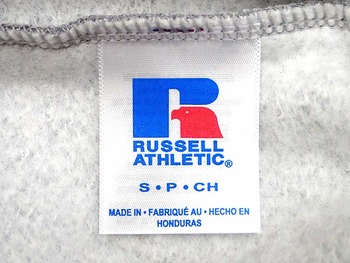 RUSSELL
ATHLETIC®
S • P • CH
MADE IN • FABRIQUÉ AU • HECHO EN
HONDURAS